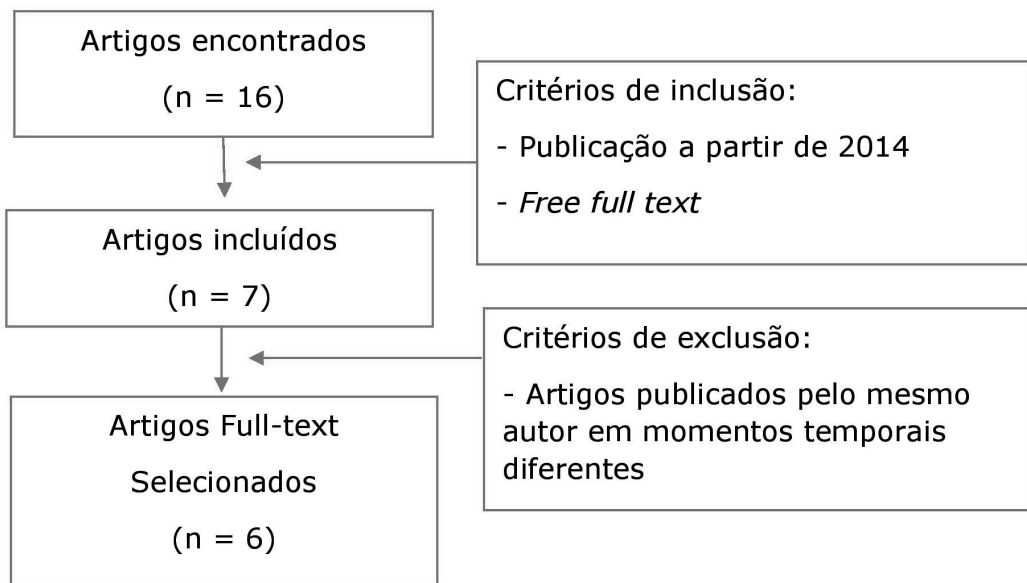 Artigos encontrados
(n = 16)
Critérios de inclusão:
- Publicação a partir de 2014
- Free full text
Artigos incluídos
(n = 7)
Critérios de exclusão:
- Artigos publicados pelo mesmo
autor em momentos temporais
diferentes
Artigos Full-text
Selecionados
(n = 6)